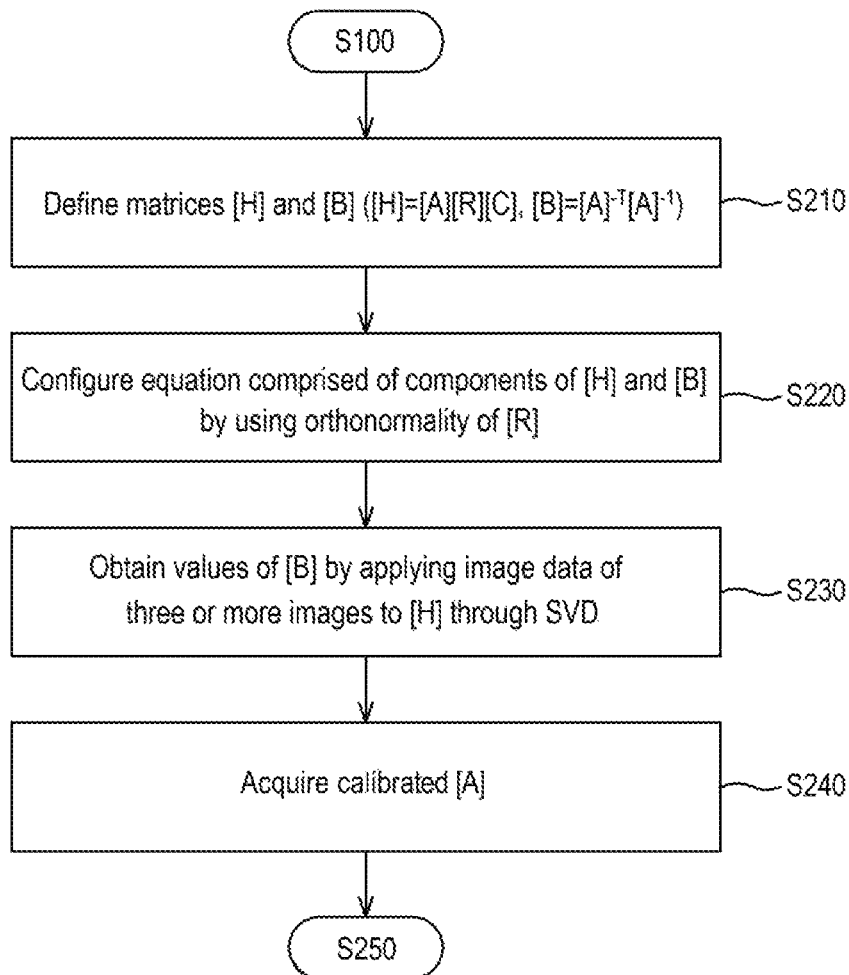 S100
Define matrices [H] and [B] ([H]=[A][R][C], [B]=[A]⁻ᵀ[A]⁻¹)
S210
Configure equation comprised of components of [H] and [B]
by using orthonormality of [R]
S220
Obtain values of [B] by applying image data of
three or more images to [H] through SVD
S230
Acquire calibrated [A]
S240
S250